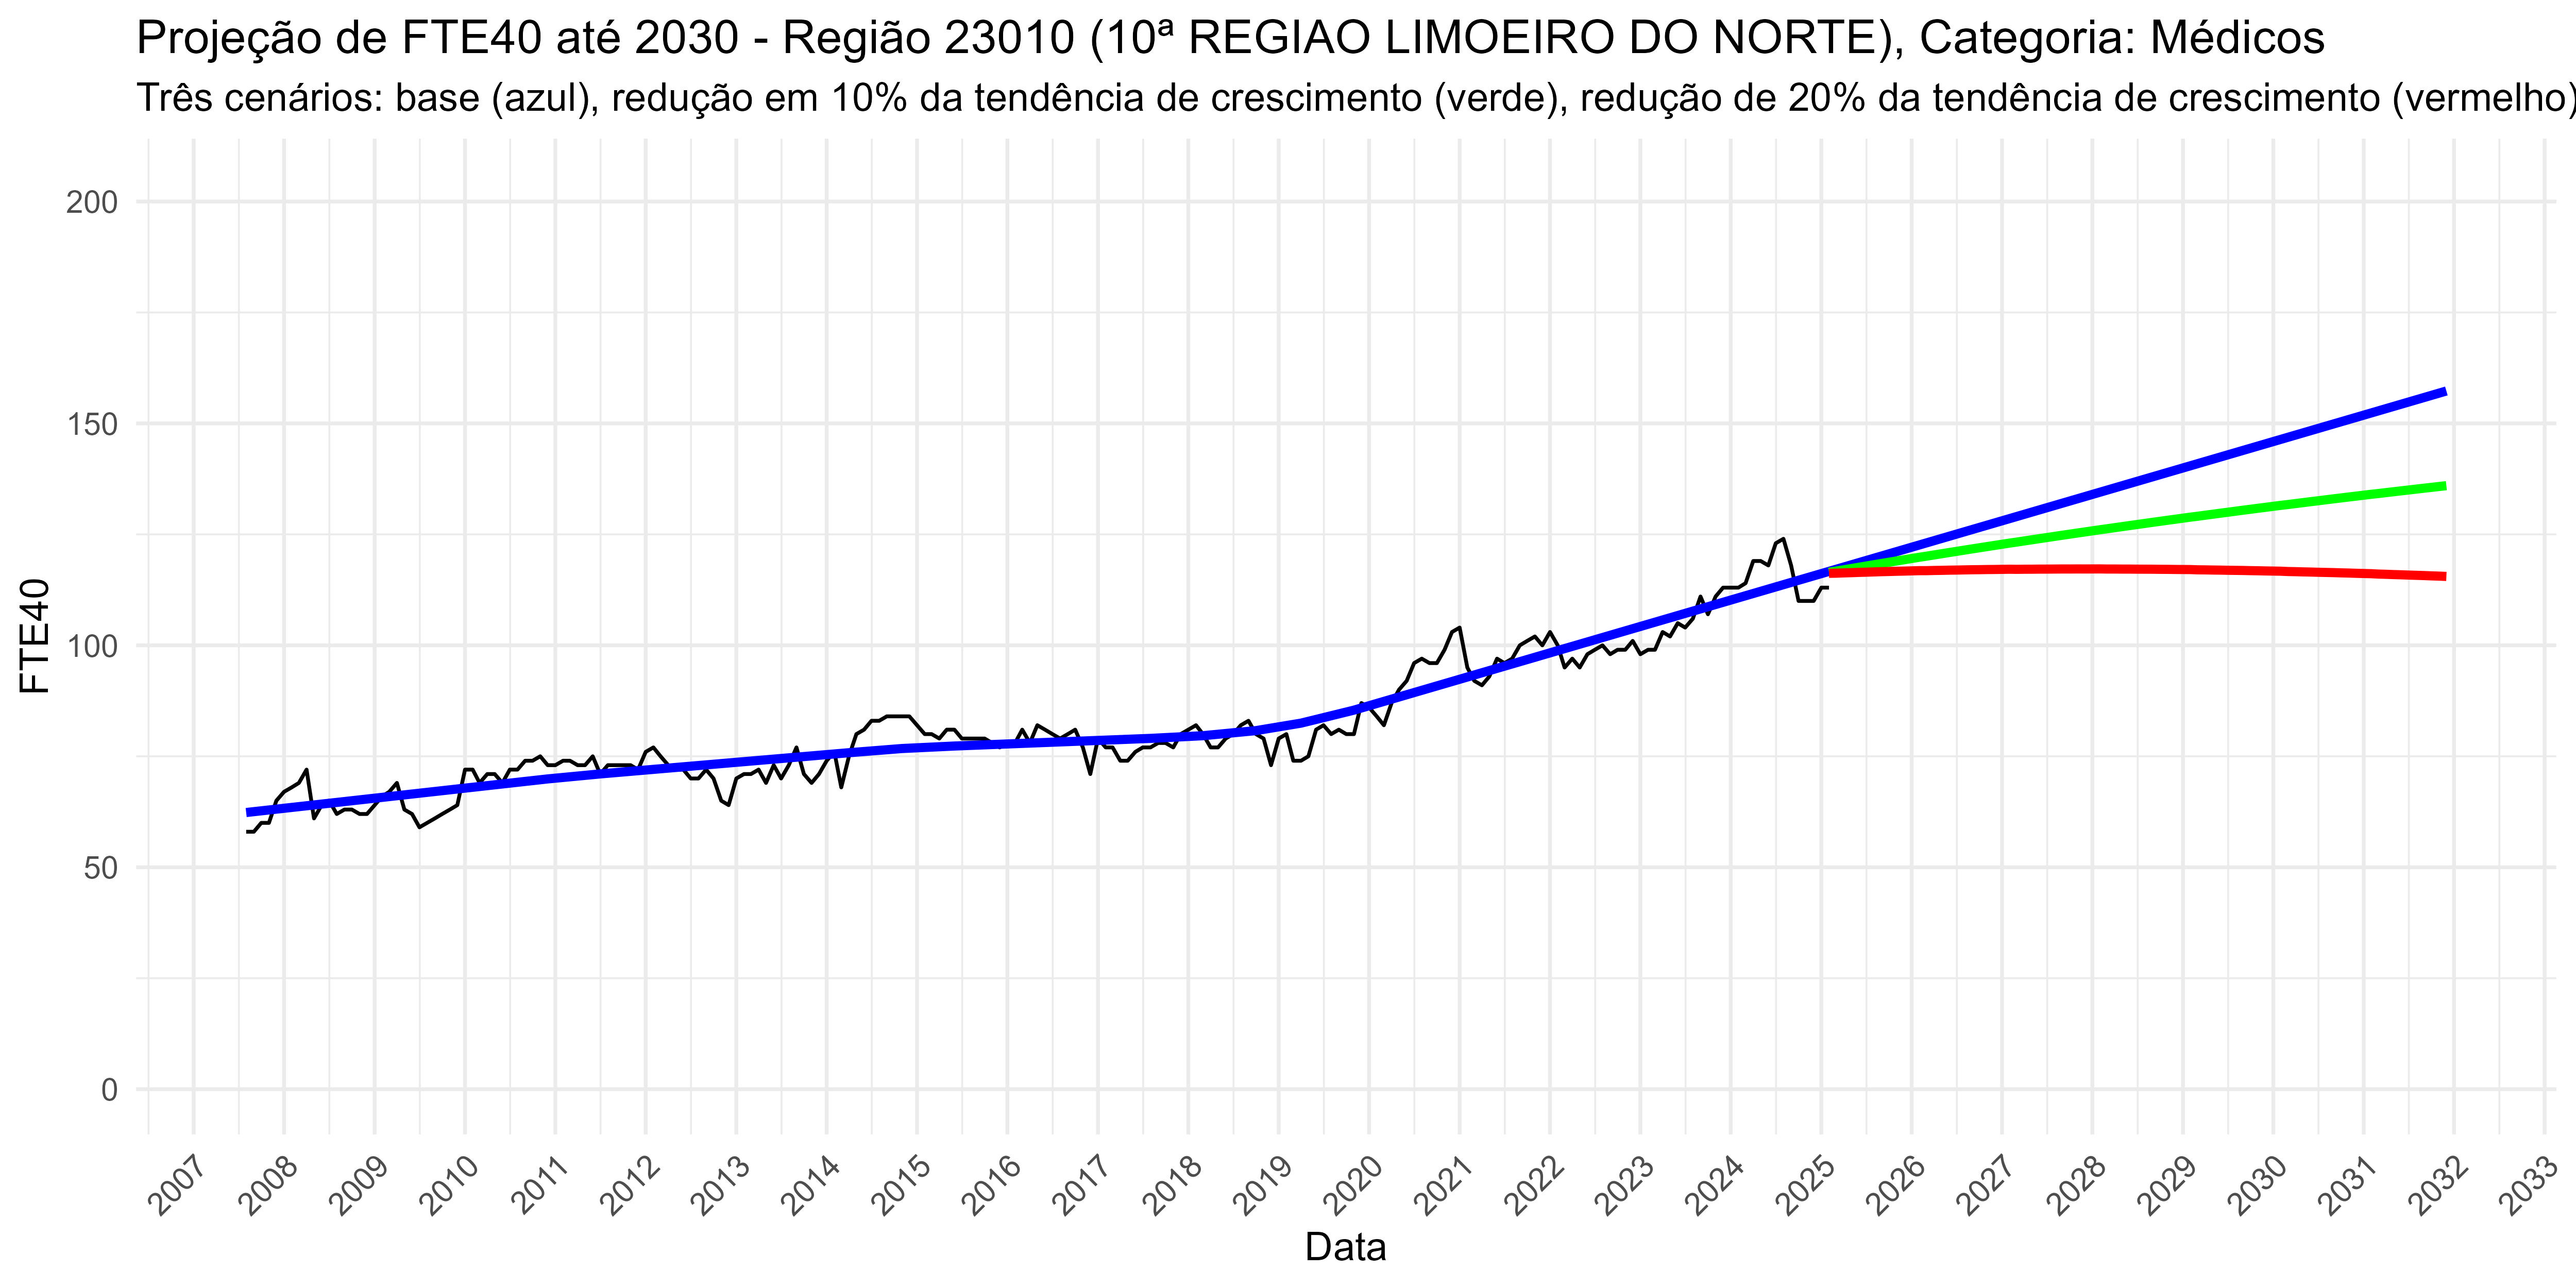 Projeção de FTE40 até 2030 - Região 23010 (10ª REGIAO LIMOEIRO DO NORTE), Categoria: Médicos
Três cenários: base (azul), redução em 10% da tendência de crescimento (verde), redução de 20% da tendência de crescimento (vermelho)
200
150
100
50
0
FTE40
2007 2008 2009 2010 2011 2012 2013 2014 2015 2016 2017 2018 2019 2020 2021 2022 2023 2024 2025 2026 2027 2028 2029 2030 2031 2032 2033
Data